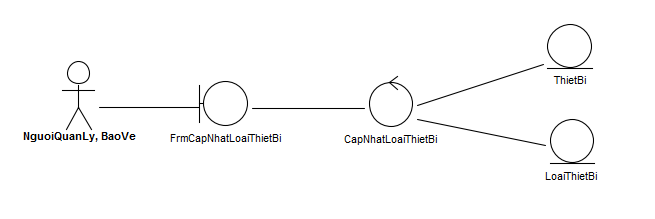 NguoiQuanLy, BaoVe
FrmCapNhatLoaiThietBi
CapNhatLoaiThietBi
ThietBi
LoaiThietBi